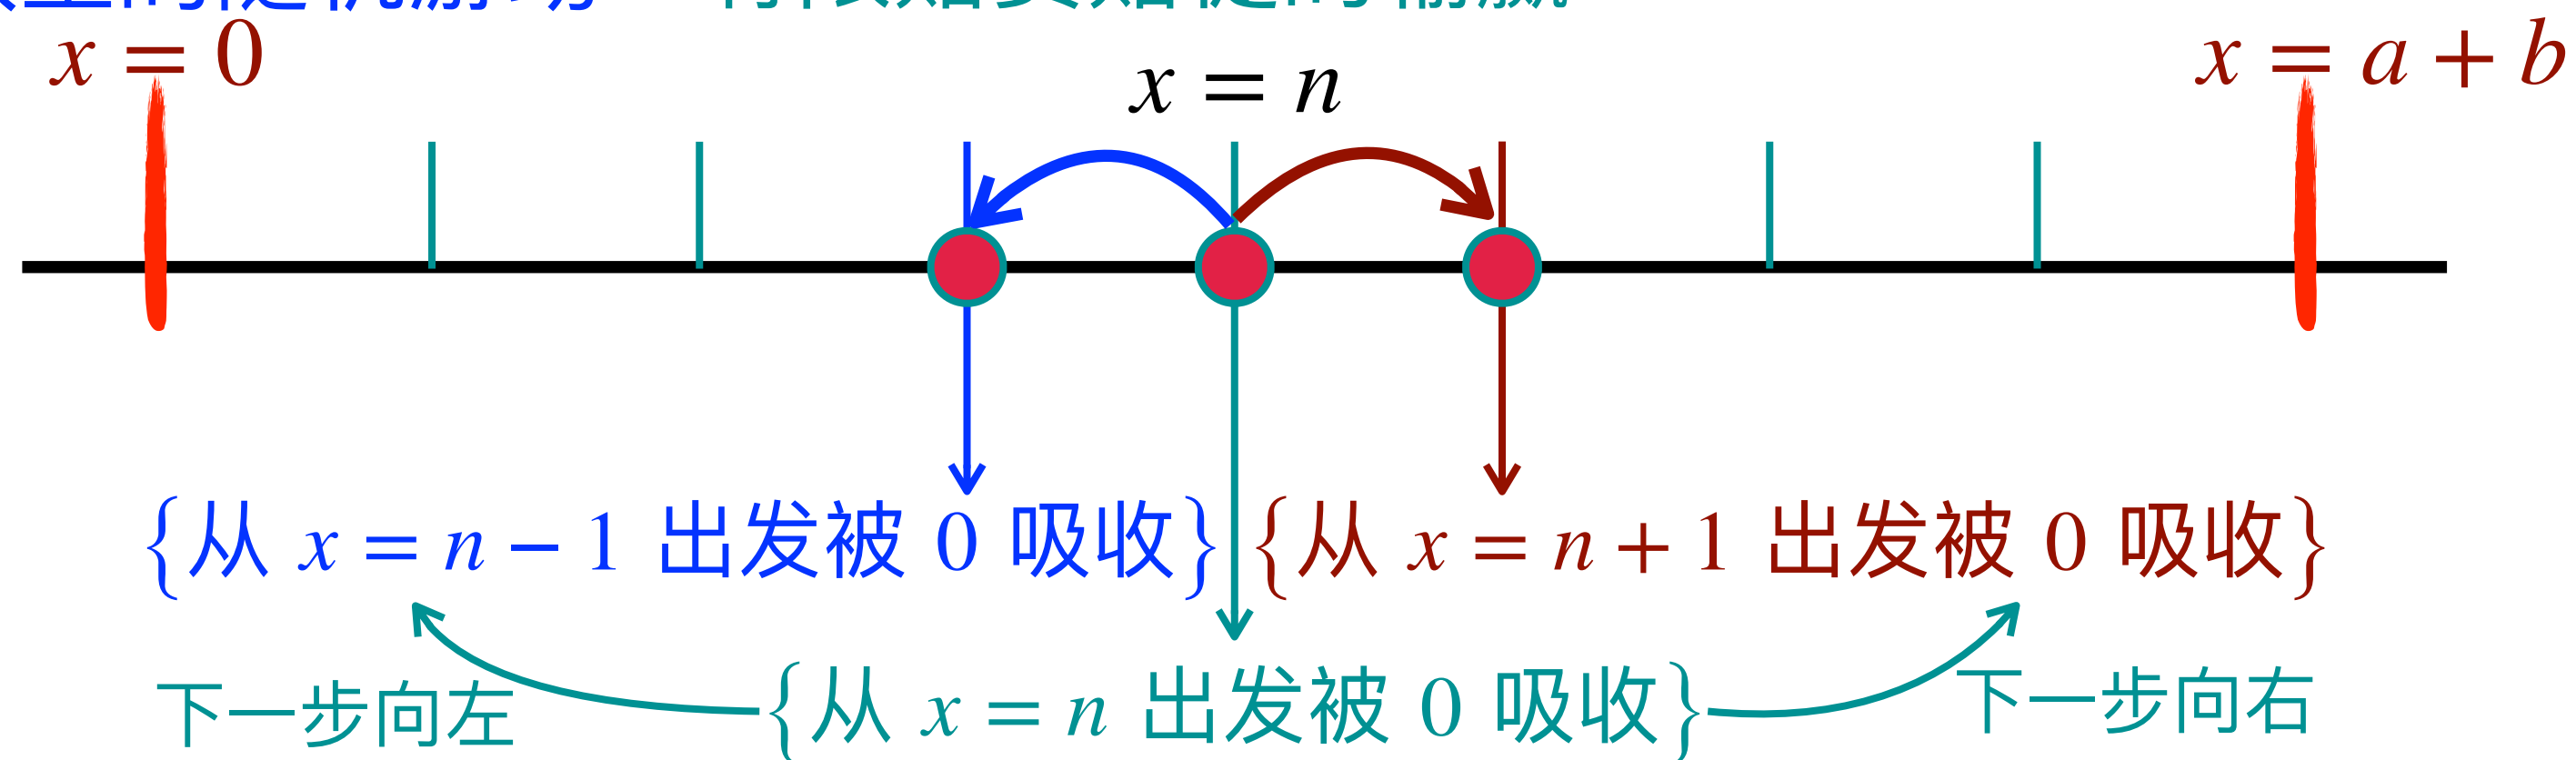 x = 0
x = n
x = a + b
{从 x = n − 1 出发被 0 吸收} {从 x = n + 1 出发被 0 吸收}
下一步向左 {从 x = n 出发被 0 吸收} 下一步向右